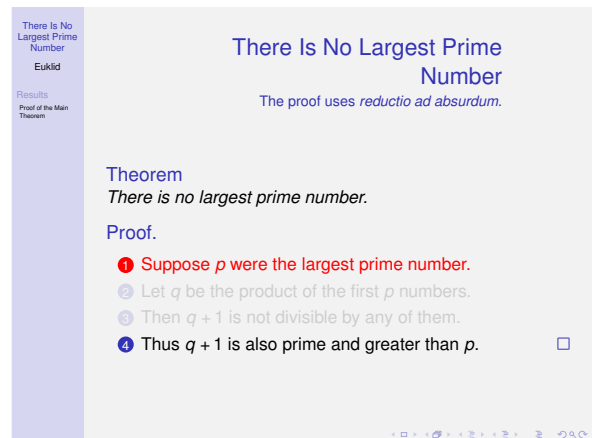 There Is No
Largest Prime
Number
Euklid
Results
Proof of the Main
Theorem
There Is No Largest Prime
Number
The proof uses reductio ad absurdum.
Theorem
There is no largest prime number.
Proof.
1 Suppose p were the largest prime number.
2 Let q be the product of the first p numbers.
3 Then q + 1 is not divisible by any of them.
4 Thus q + 1 is also prime and greater than p.